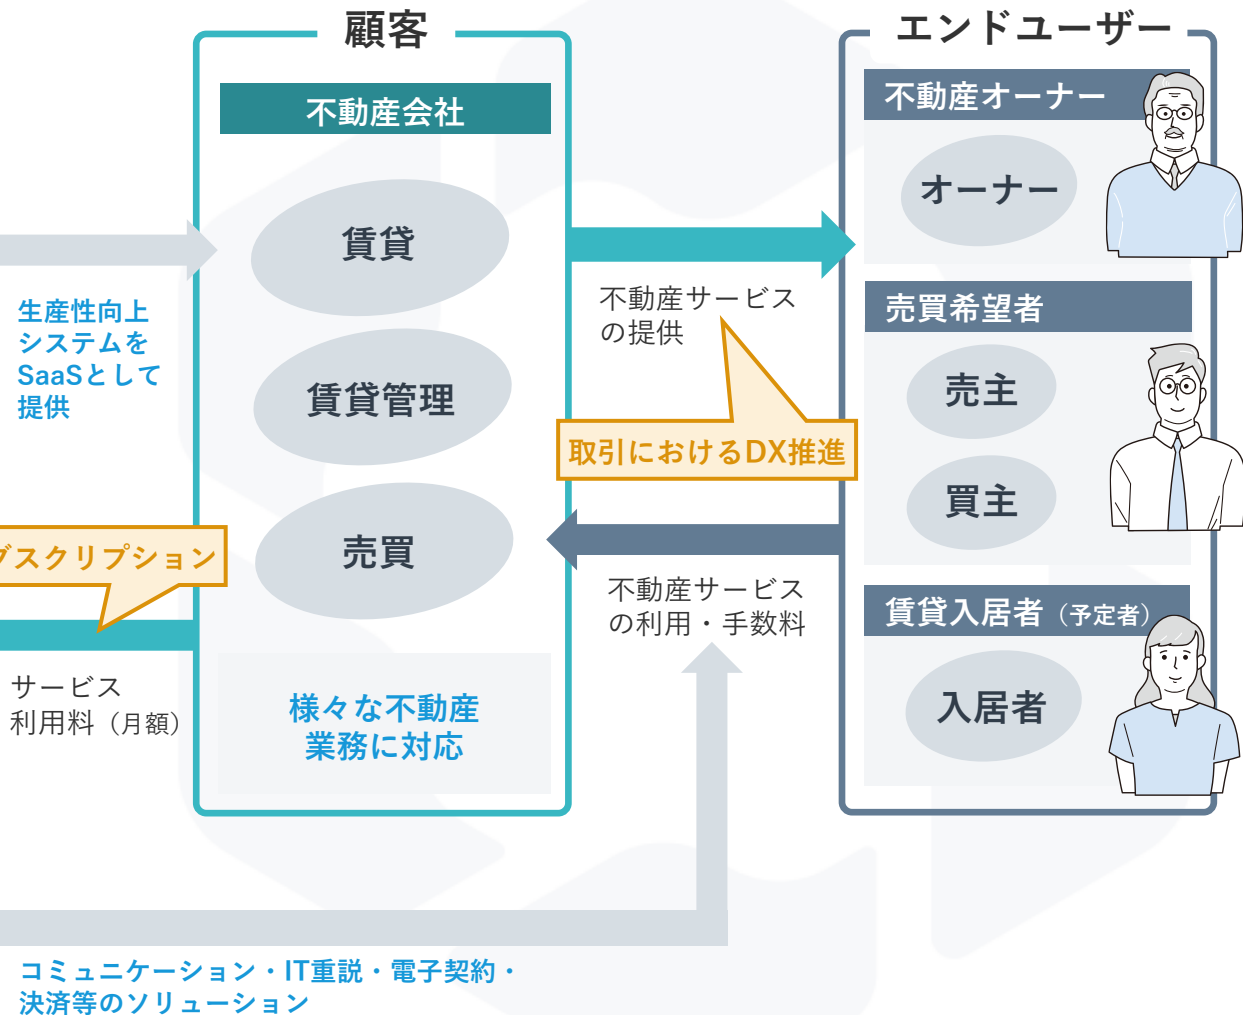 顧客
不動産会社
賃貸
賃貸管理
売買
様々な不動産
業務に対応
生産性向上
システムを
SaaSとして
提供
ブスクリプション
サービス
利用料（月額）
不動産サービス
の提供
取引におけるDX推進
不動産サービス
の利用・手数料
エンドユーザー
不動産オーナー
オーナー
売買希望者
売主
買主
賃貸入居者（予定者）
入居者
コミュニケーション・IT重説・電子契約・
決済等のソリューション